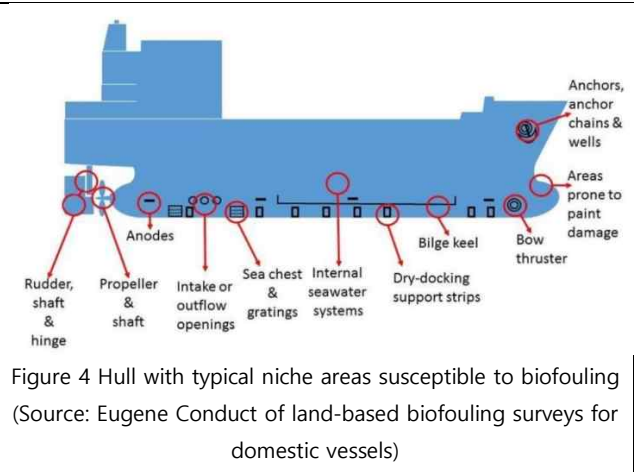 Anchors,
anchor
chains &
wells
Areas
prone to
paint
damage
Anodes
Bilge keel
Bow
thruster
Rudder,
shaft
&
hinge
Propeller
&
shaft
Intake or
outflow
openings
Sea chest
&
gratings
Internal
seawater
systems
Dry-docking
support strips
Figure 4 Hull with typical niche areas susceptible to biofouling
(Source: Eugene Conduct of land-based biofouling surveys for
domestic vessels)